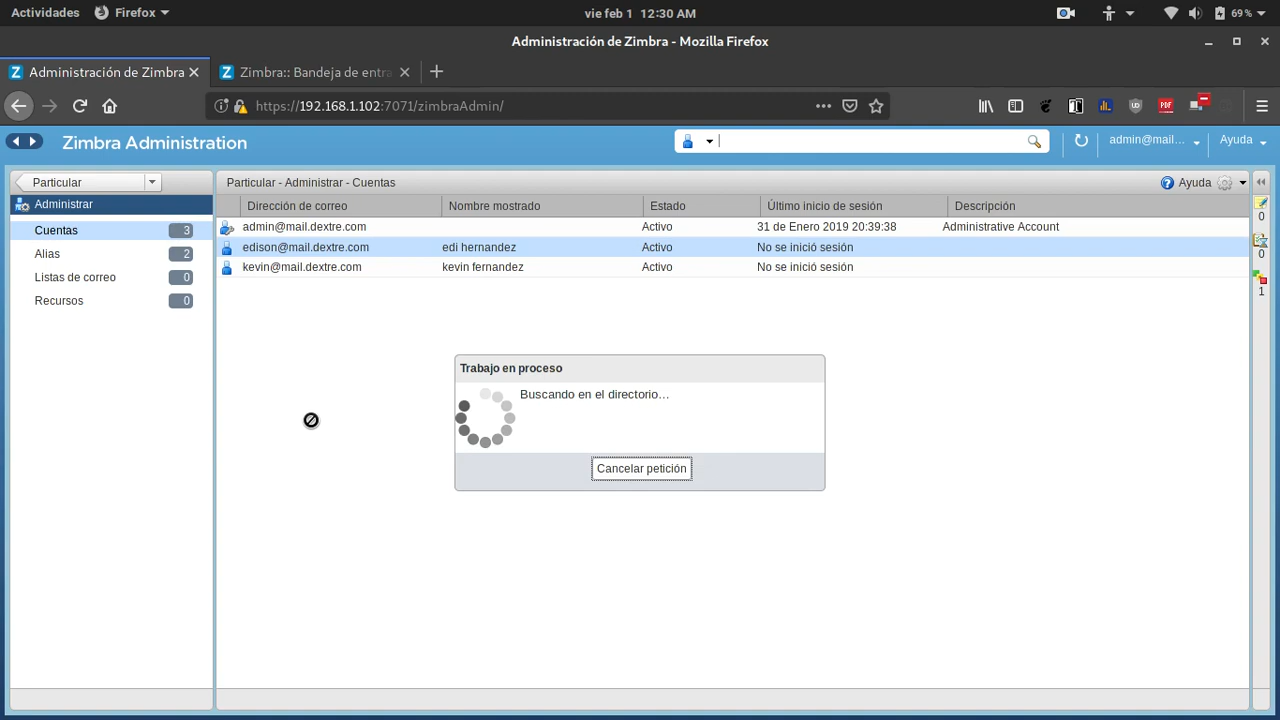 Actividades Firefox vie feb 1 12:30 AM 69 %
Administración de Zimbra - Mozilla Firefox
Administración de Zimbra Zimbra:: Bandeja de entra
https://192.168.1.102:7071/zimbraAdmin/
Zimbra Administration admin@mail... Ayuda
Particular Particular - Administrar - Cuentas Ayuda
Administrar Dirección de correo Nombre mostrado Estado Último inicio de sesión Descripción
Cuentas 3 admin@mail.dextre.com Activo 31 de Enero 2019 20:39:38 Administrative Account
Alias 2 edison@mail.dextre.com edi hernandez Activo No se inició sesión
Listas de correo 0 kevin@mail.dextre.com kevin fernandez Activo No se inició sesión
Recursos 0
0
0
1
Trabajo en proceso
Buscando en el directorio...
Cancelar petición